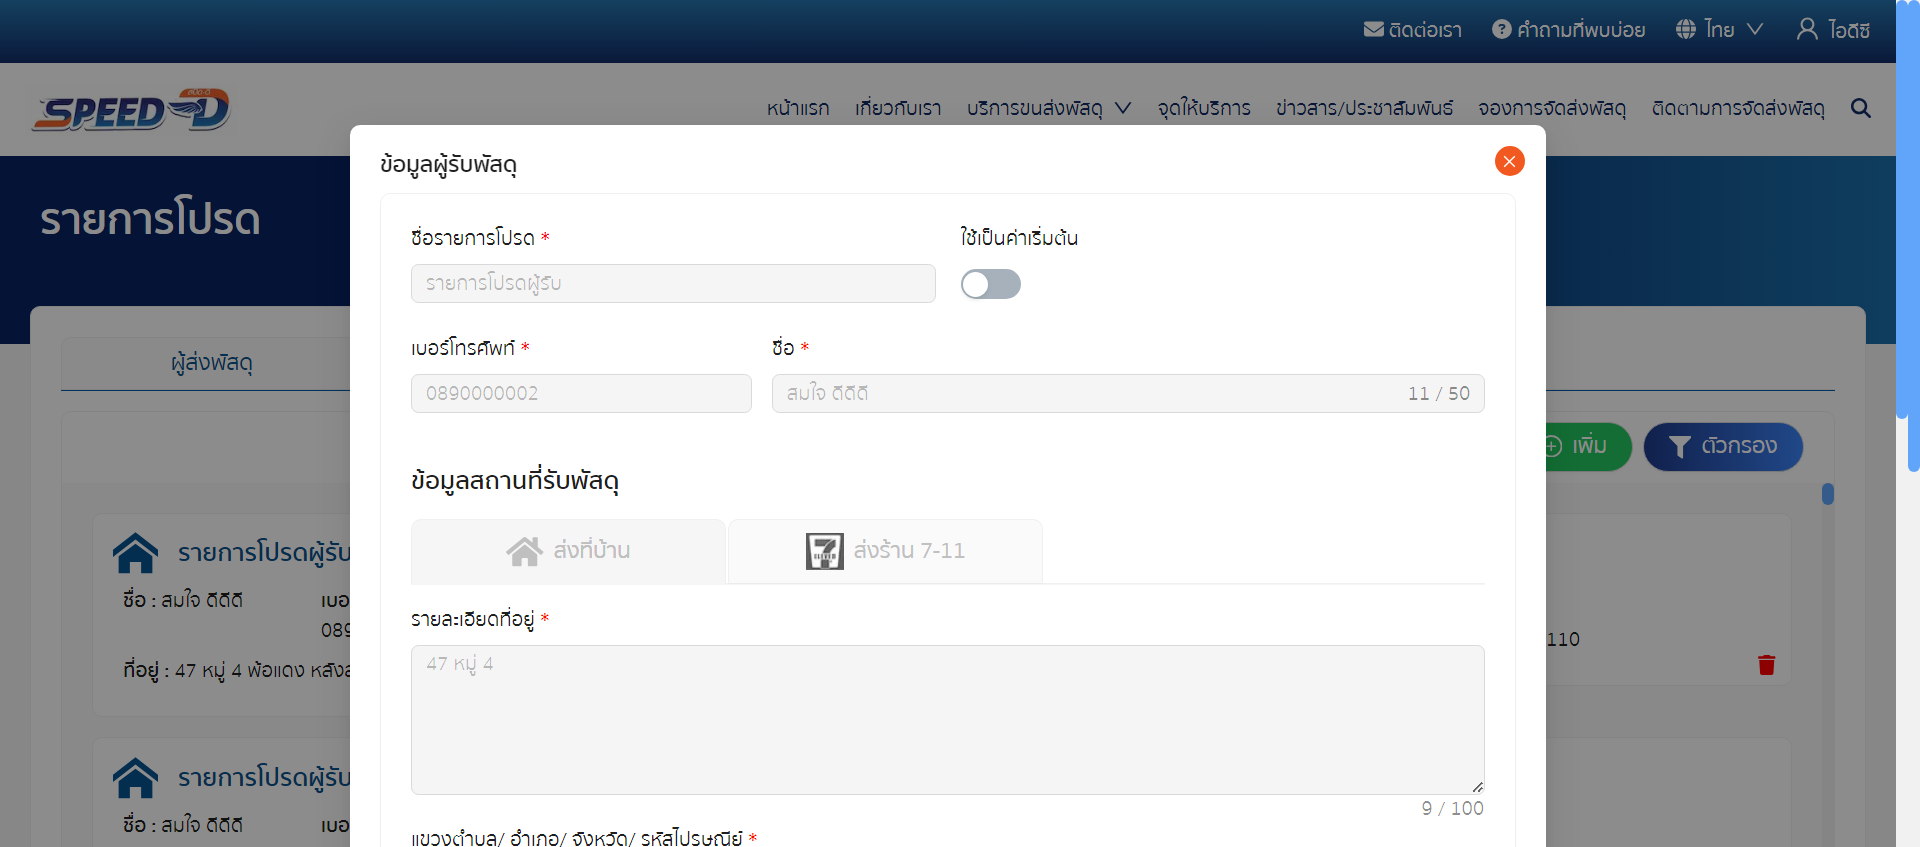 ติดต่อเรา คำถามที่พบบ่อย ไทย ไอดีซี
SPEED-D
หน้าแรก เกี่ยวกับเรา บริการขนส่งพัสดุ จุดให้บริการ ข่าวสาร/ประชาสัมพันธ์ จองการจัดส่งพัสดุ ติดตามการจัดส่งพัสดุ
ข้อมูลผู้รับพัสดุ
รายการโปรด
ชื่อรายการโปรด * ใช้เป็นค่าเริ่มต้น
รายการโปรดผู้รับ
เบอร์โทรศัพท์ * ชื่อ *
ผู้ส่งพัสดุ
0890000002 สมใจ ดีดีดี 11 / 50
เพิ่ม ตัวกรอง
ข้อมูลสถานที่รับพัสดุ
ส่งที่บ้าน ส่งร้าน 7-11
รายการโปรดผู้รับ
ชื่อ : สมใจ ดีดีดี เบอ
รายละเอียดที่อยู่ *
089
110
ที่อยู่ : 47 หมู่ 4 พ้อแดง หลังส
47 หมู่ 4
รายการโปรดผู้รับ
9 / 100
ชื่อ : สมใจ ดีดีดี เบอ
แขวงตำบล/ อำเภอ/ จังหวัด/ รหัสไปรษณีย์ *